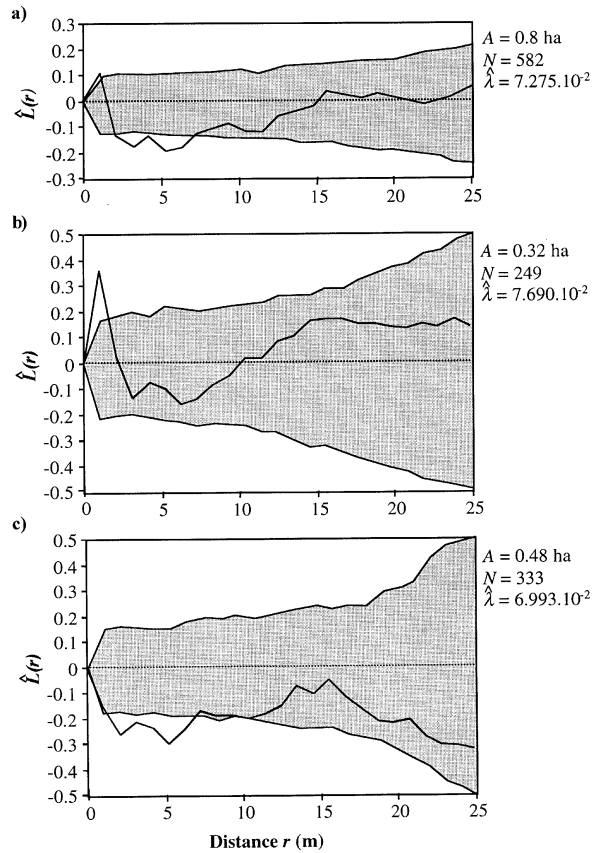 a)
0.3
0.2
0.1
0
-0.1
-0.2
-0.3
L̂(r)
0
5
10
15
20
25
A = 0.8 ha
N = 582
λ̂ = 7.275.10⁻²
b)
0.5
0.4
0.3
0.2
0.1
0
-0.1
-0.2
-0.3
-0.4
-0.5
L̂(r)
0
5
10
15
20
25
A = 0.32 ha
N = 249
λ̂ = 7.690.10⁻²
c)
0.5
0.4
0.3
0.2
0.1
0
-0.1
-0.2
-0.3
-0.4
-0.5
L̂(r)
0
5
10
15
20
25
A = 0.48 ha
N = 333
λ̂ = 6.993.10⁻²
Distance r (m)